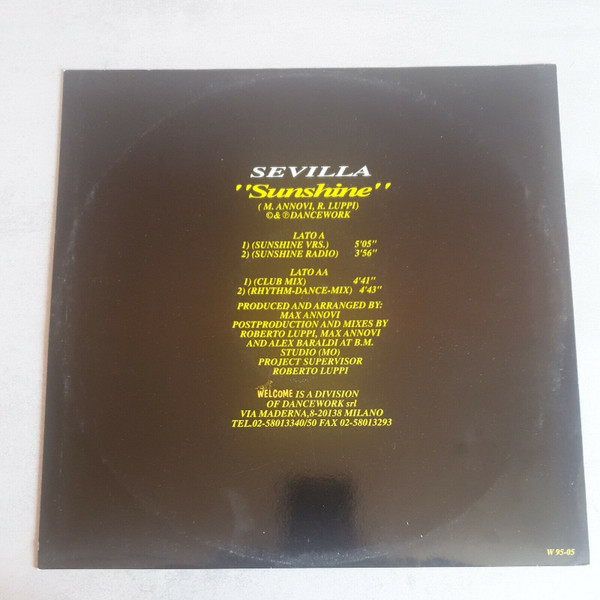 SEVILLA
"Sunshine"
( M. ANNOVI, R. LUPPI)
©& ℗DANCEWORK
LATO A
1) (SUNSHINE VRS.) 5'05"
2) (SUNSHINE RADIO) 3'56"
LATO AA
1) (CLUB MIX) 4'41"
2) (RHYTHM-DANCE-MIX) 4'43"
PRODUCED AND ARRANGED BY:
MAX ANNOVI
POSTPRODUCTION AND MIXES BY
ROBERTO LUPPI, MAX ANNOVI
AND ALEX BARALDI AT B.M.
STUDIO (MO)
PROJECT SUPERVISOR
ROBERTO LUPPI
WELCOME IS A DIVISION
OF DANCEWORK srl
VIA MADERNA,8-20138 MILANO
TEL.02-58013340/50 FAX 02-58013293
W 95-05